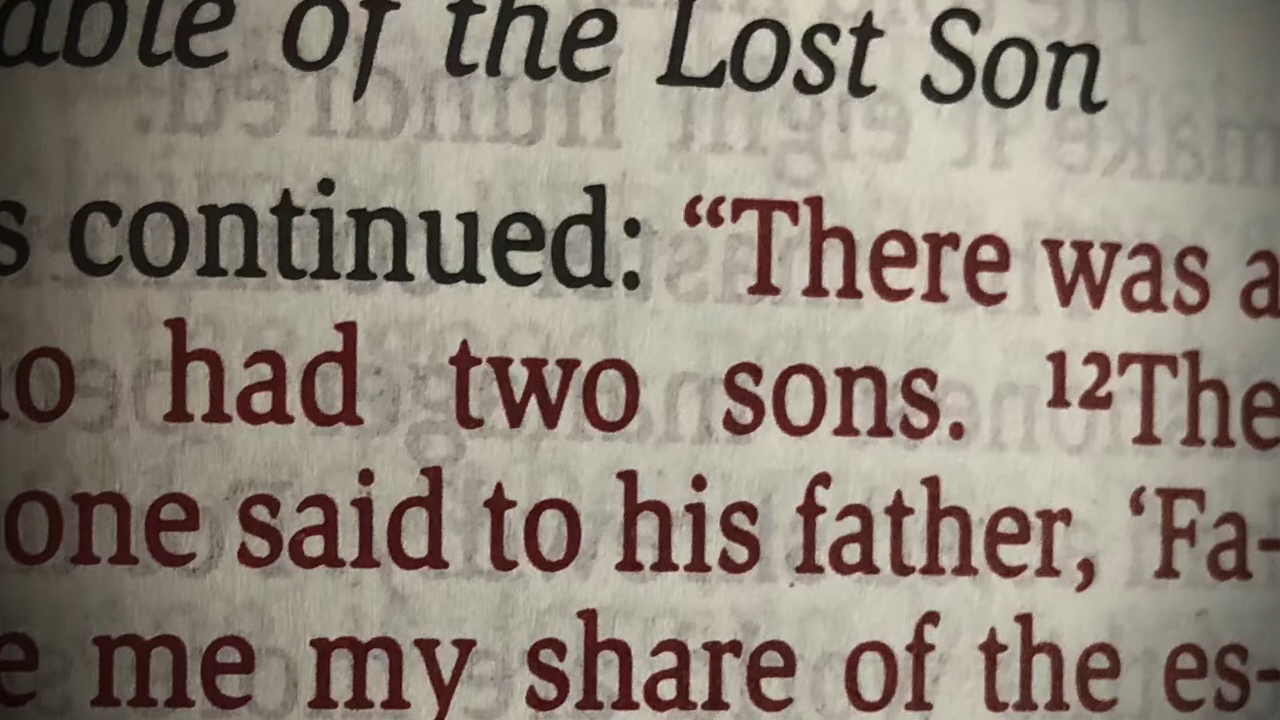 able of the Lost Son
s continued: “There was a
o had two sons. ¹²The
one said to his father, ‘Fa-
e me my share of the es-